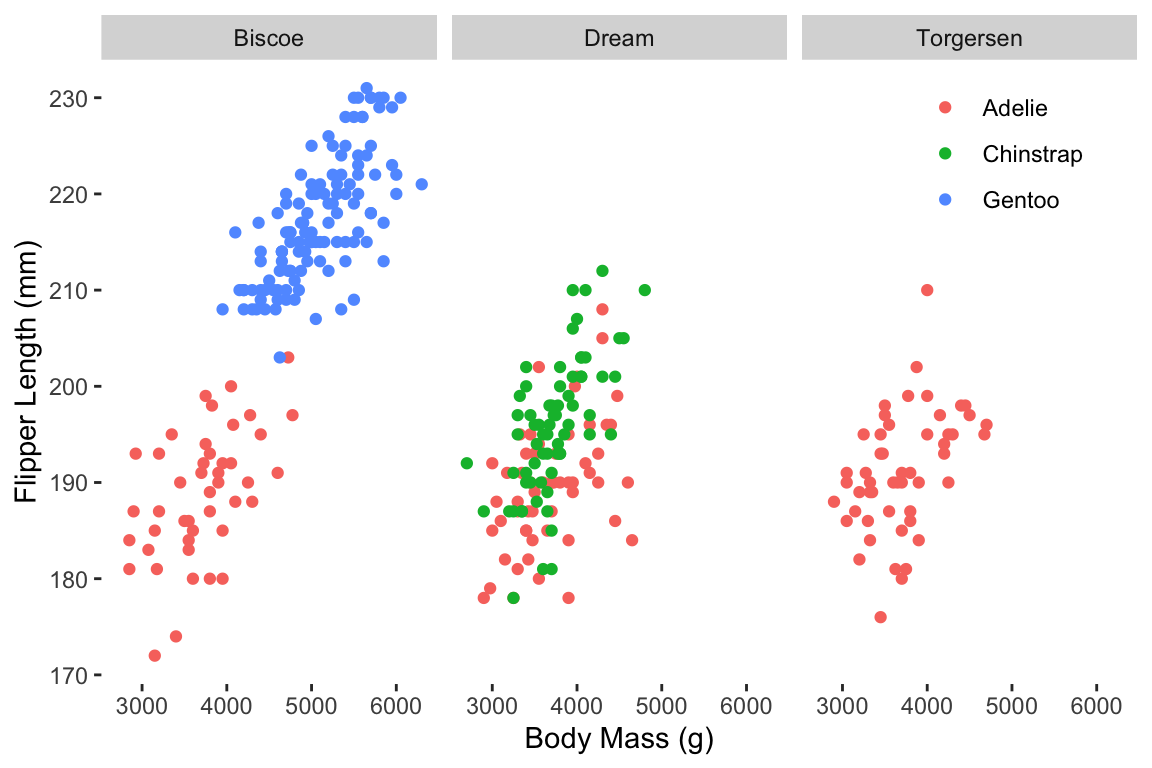 Biscoe Dream Torgersen
230
220
210
200
190
180
170
Flipper Length (mm)
Adelie
Chinstrap
Gentoo
3000 4000 5000 6000 3000 4000 5000 6000 3000 4000 5000 6000
Body Mass (g)